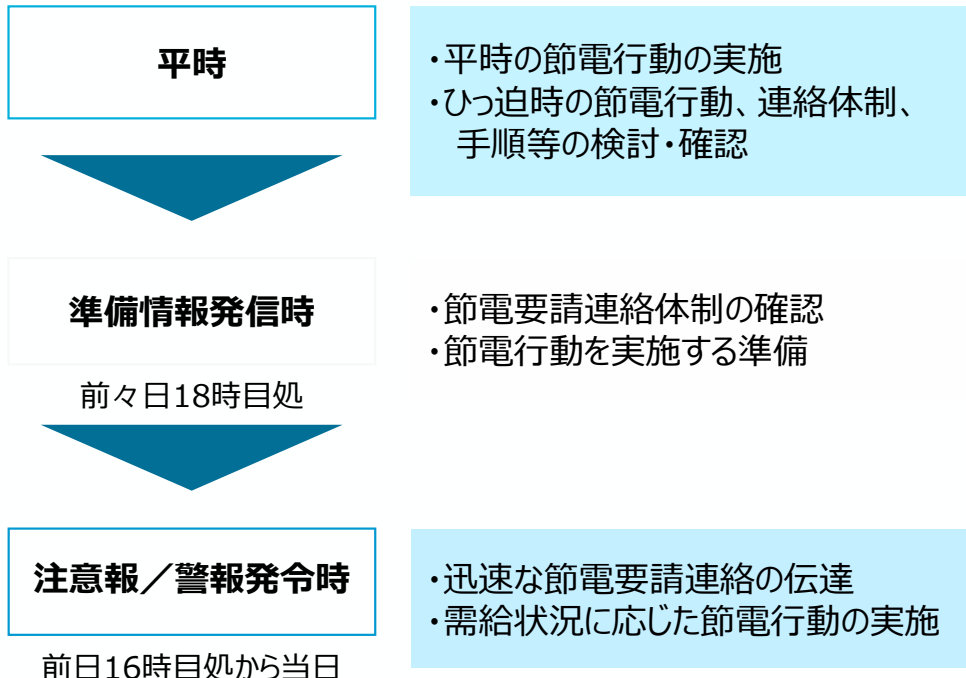 平時
・平時の節電行動の実施
・ひっ迫時の節電行動、連絡体制、
手順等の検討・確認
準備情報発信時
前々日18時目処
・節電要請連絡体制の確認
・節電行動を実施する準備
注意報／警報発令時
前日16時目処から当日
・迅速な節電要請連絡の伝達
・需給状況に応じた節電行動の実施